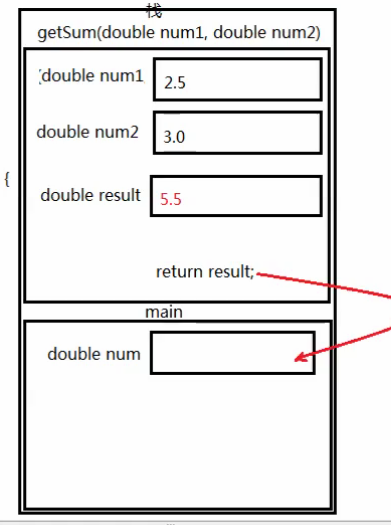 栈
getSum(double num1, double num2)
(double num1
2.5
double num2
3.0
{
double result
5.5
return result;
main
double num